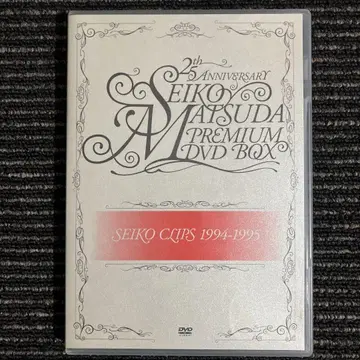 25th
ANNIVERSARY
SEIKO
MATSUDA
PREMIUM
DVD BOX
SEIKO CLIPS 1994-1995
DVD